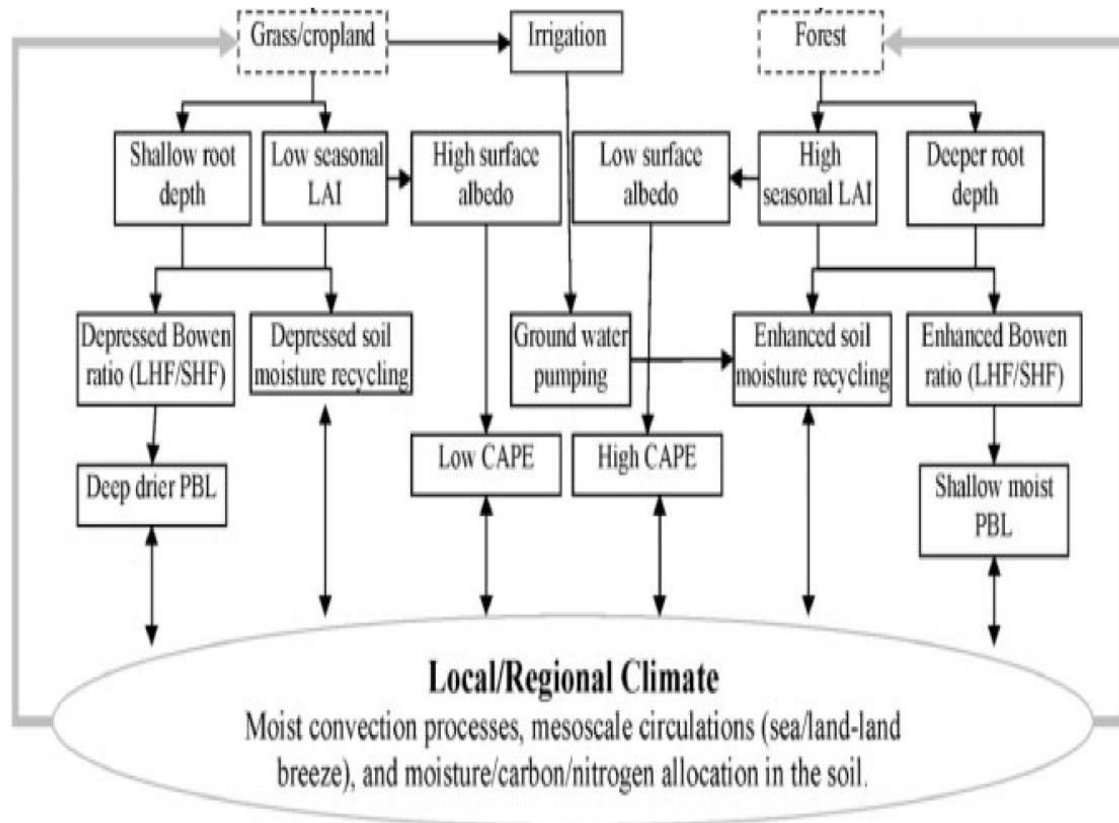 Grass/cropland
Irrigation
Forest
Shallow root
depth
Low seasonal
LAI
High surface
albedo
Low surface
albedo
High
seasonal LAI
Deeper root
depth
Depressed Bowen
ratio (LHF/SHF)
Depressed soil
moisture recycling
Ground water
pumping
Enhanced soil
moisture recycling
Enhanced Bowen
ratio (LHF/SHF)
Deep drier PBL
Low CAPE
High CAPE
Shallow moist
PBL
Local/Regional Climate
Moist convection processes, mesoscale circulations (sea/land-land
breeze), and moisture/carbon/nitrogen allocation in the soil.